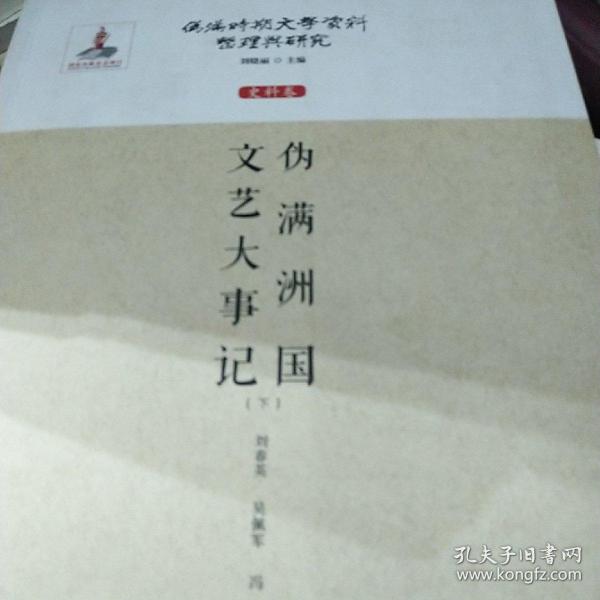 伪满时期文学资料
整理与研究
刘晓丽 ○ 主编
史料卷
伪满洲国
文艺大事记
(下)
刘春英 吴佩军 冯
孔夫子旧书网
www.kongfz.com